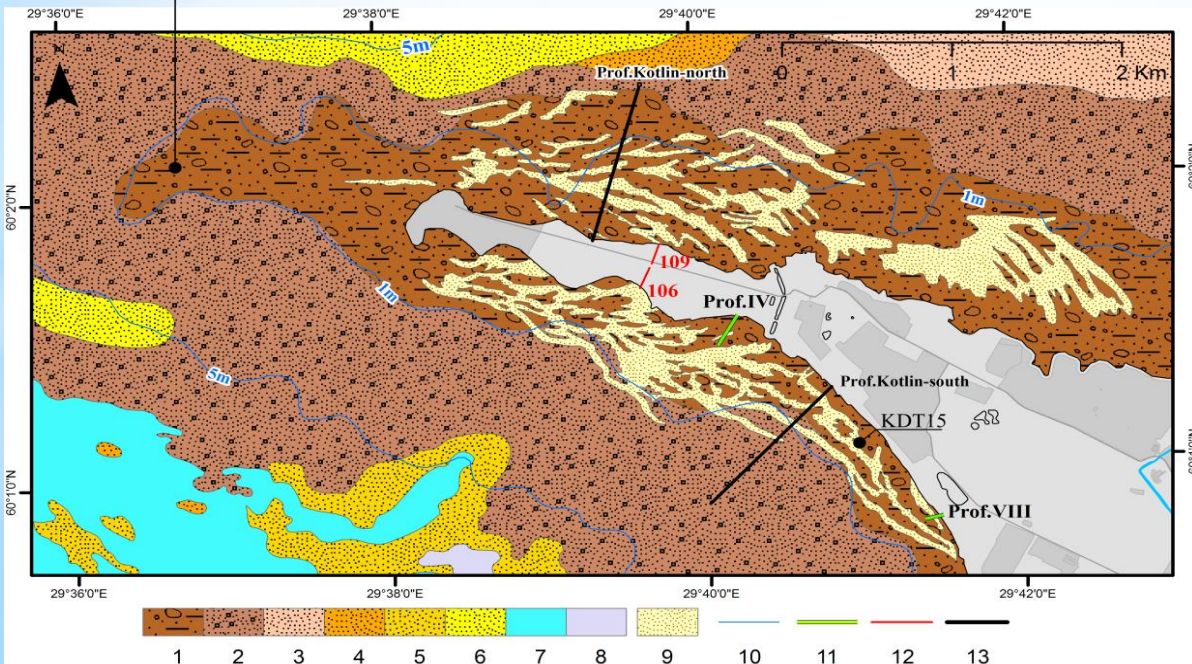 29°36'0"E 29°38'0"E 29°40'0"E 29°42'0"E
5m
Prof.Kotlin-north
0 1 2 Km
N
60°2'0"N
1m
109
106
1m
Prof.IV
5m
Prof.Kotlin-south
KDT15
60°1'0"N
Prof.VIII
29°36'0"E 29°38'0"E 29°40'0"E 29°42'0"E
1 2 3 4 5 6 7 8 9 10 11 12 13